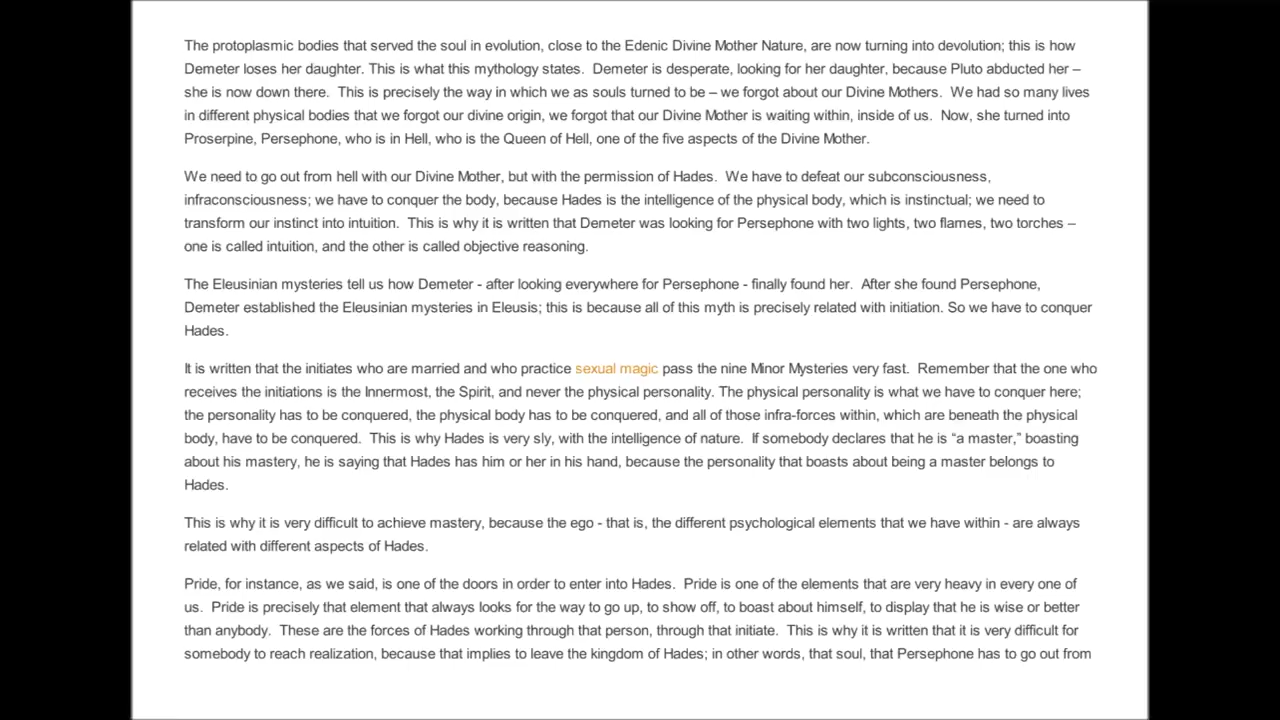 The protoplasmic bodies that served the soul in evolution, close to the Edenic Divine Mother Nature, are now turning into devolution; this is how
Demeter loses her daughter. This is what this mythology states.  Demeter is desperate, looking for her daughter, because Pluto abducted her –
she is now down there.  This is precisely the way in which we as souls turned to be – we forgot about our Divine Mothers.  We had so many lives
in different physical bodies that we forgot our divine origin, we forgot that our Divine Mother is waiting within, inside of us.  Now, she turned into
Proserpine, Persephone, who is in Hell, who is the Queen of Hell, one of the five aspects of the Divine Mother.
We need to go out from hell with our Divine Mother, but with the permission of Hades.  We have to defeat our subconsciousness,
infraconsciousness; we have to conquer the body, because Hades is the intelligence of the physical body, which is instinctual; we need to
transform our instinct into intuition.  This is why it is written that Demeter was looking for Persephone with two lights, two flames, two torches –
one is called intuition, and the other is called objective reasoning.
The Eleusinian mysteries tell us how Demeter - after looking everywhere for Persephone - finally found her.  After she found Persephone,
Demeter established the Eleusinian mysteries in Eleusis; this is because all of this myth is precisely related with initiation. So we have to conquer
Hades.
It is written that the initiates who are married and who practice sexual magic pass the nine Minor Mysteries very fast.  Remember that the one who
receives the initiations is the Innermost, the Spirit, and never the physical personality. The physical personality is what we have to conquer here;
the personality has to be conquered, the physical body has to be conquered, and all of those infra-forces within, which are beneath the physical
body, have to be conquered.  This is why Hades is very sly, with the intelligence of nature.  If somebody declares that he is “a master,” boasting
about his mastery, he is saying that Hades has him or her in his hand, because the personality that boasts about being a master belongs to
Hades.
This is why it is very difficult to achieve mastery, because the ego - that is, the different psychological elements that we have within - are always
related with different aspects of Hades.
Pride, for instance, as we said, is one of the doors in order to enter into Hades.  Pride is one of the elements that are very heavy in every one of
us.  Pride is precisely that element that always looks for the way to go up, to show off, to boast about himself, to display that he is wise or better
than anybody.  These are the forces of Hades working through that person, through that initiate.  This is why it is written that it is very difficult for
somebody to reach realization, because that implies to leave the kingdom of Hades; in other words, that soul, that Persephone has to go out from